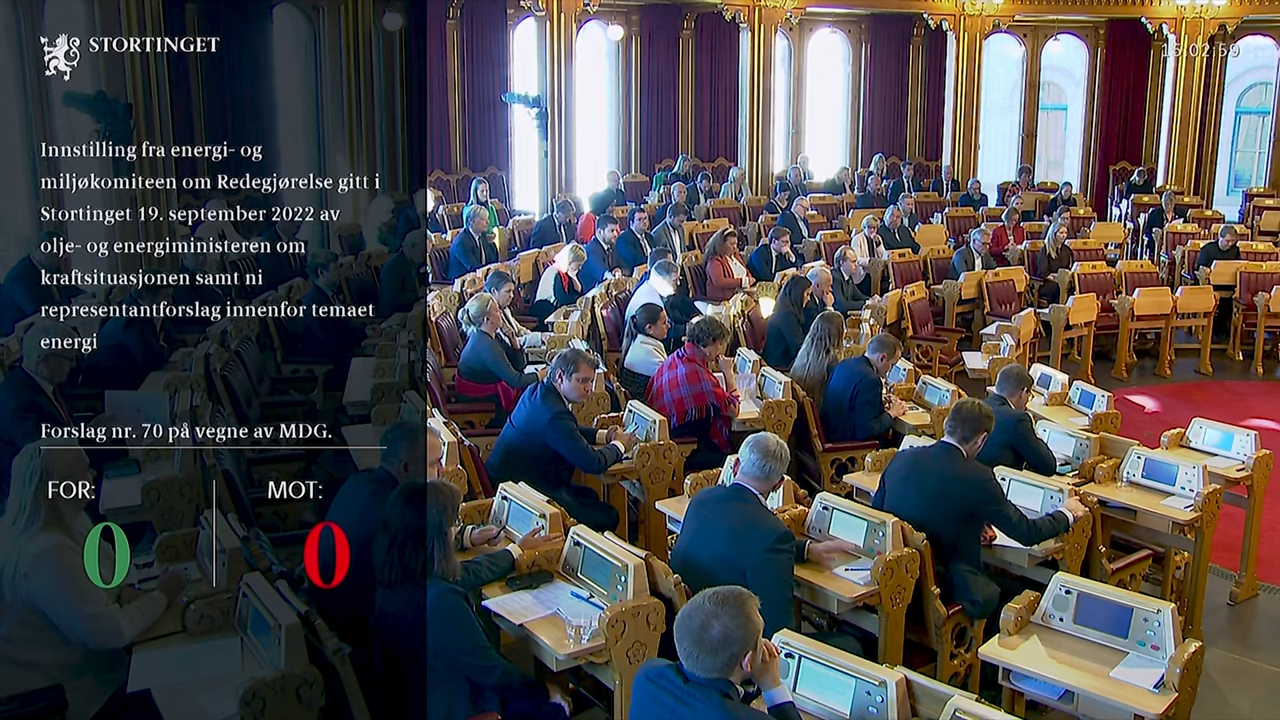 STORTINGET
15:02:59
Innstilling fra energi- og
miljøkomiteen om Redegjørelse gitt i
Stortinget 19. september 2022 av
olje- og energiministeren om
kraftsituasjonen samt ni
representantforslag innenfor temaet
energi
Forslag nr. 70 på vegne av MDG.
FOR: MOT:
0 0